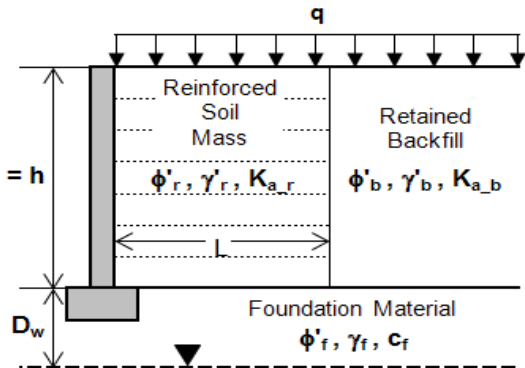 q
Reinforced
Soil
Mass
ϕ'r , γ'r , Ka_r
Retained
Backfill
ϕ'b , γ'b , Ka_b
= h
L
Dw
Foundation Material
ϕ'f , γf , cf